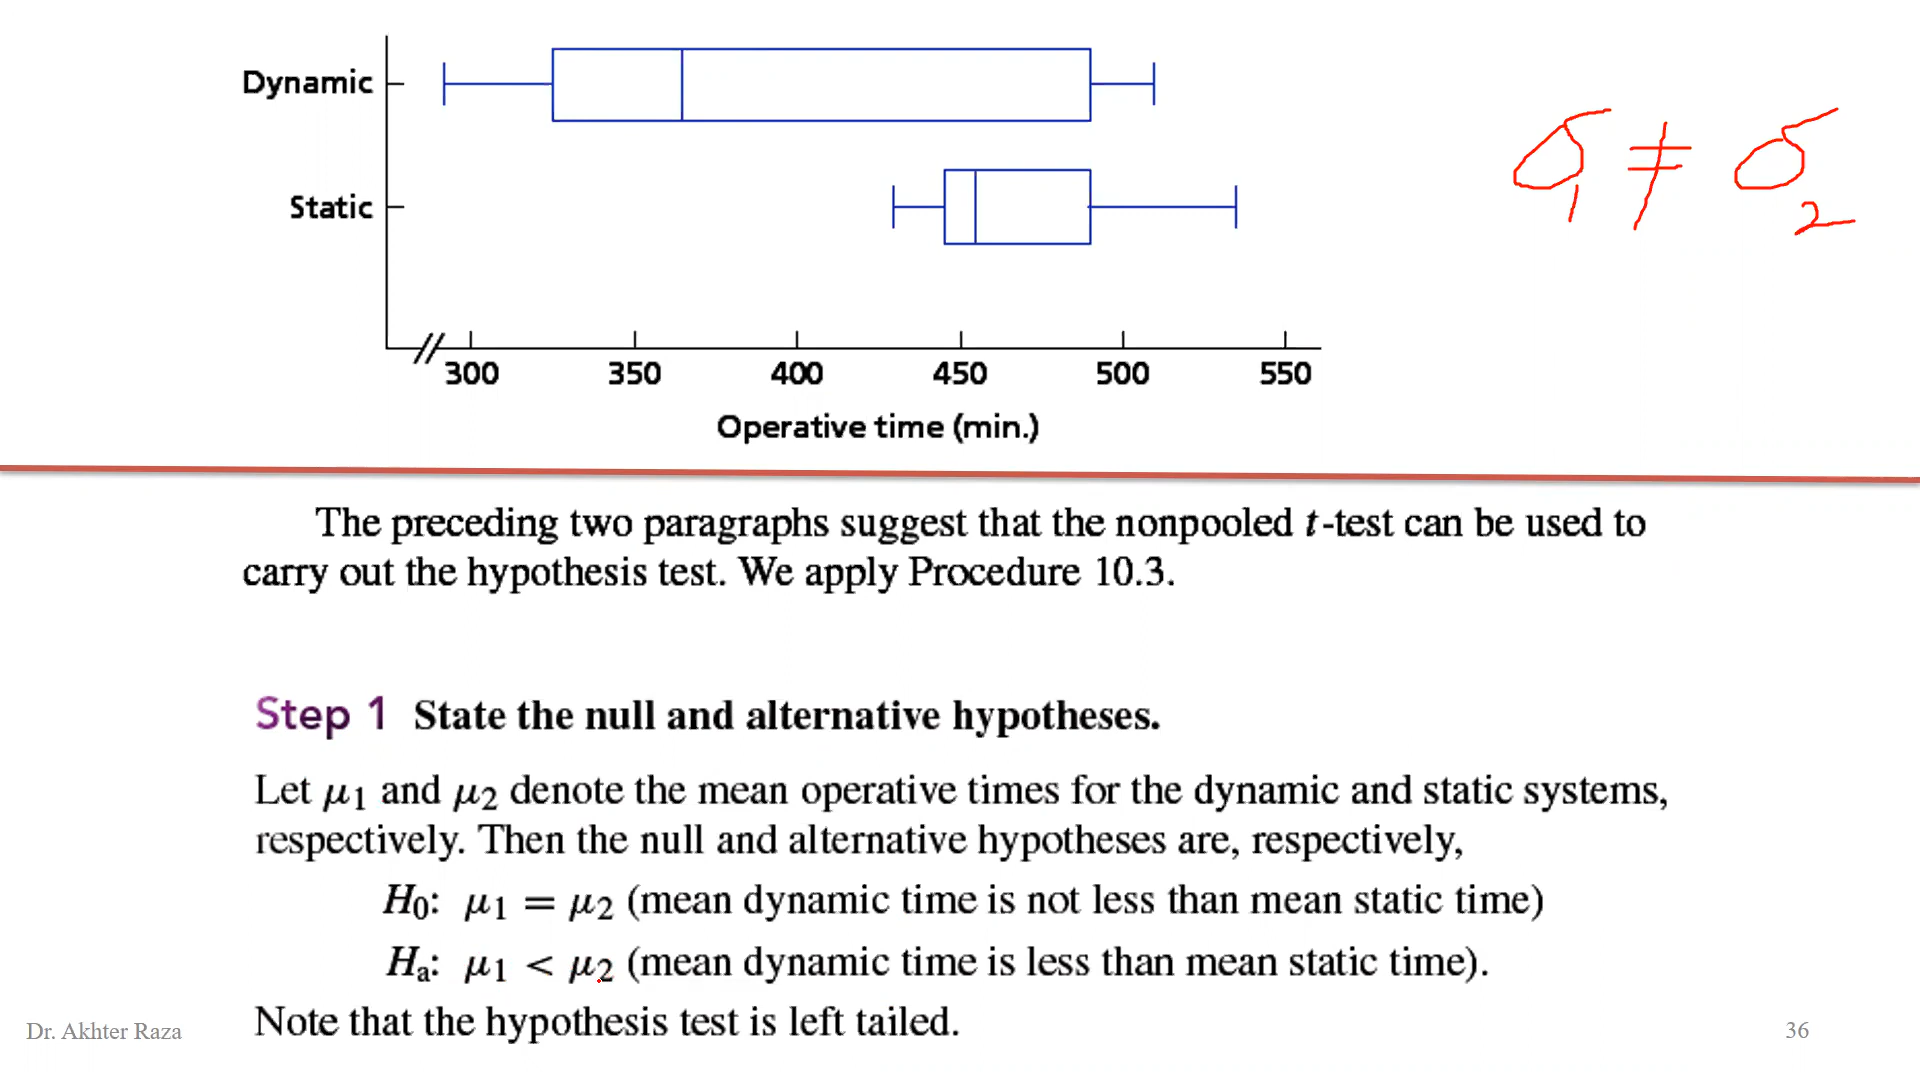 Dynamic
Static
σ₁ ≠ σ₂
300 350 400 450 500 550
Operative time (min.)
The preceding two paragraphs suggest that the nonpooled t-test can be used to
carry out the hypothesis test. We apply Procedure 10.3.
Step 1 State the null and alternative hypotheses.
Let μ1 and μ2 denote the mean operative times for the dynamic and static systems,
respectively. Then the null and alternative hypotheses are, respectively,
H0: μ1 = μ2 (mean dynamic time is not less than mean static time)
Ha: μ1 < μ2 (mean dynamic time is less than mean static time).
Note that the hypothesis test is left tailed.
Dr. Akhter Raza
36